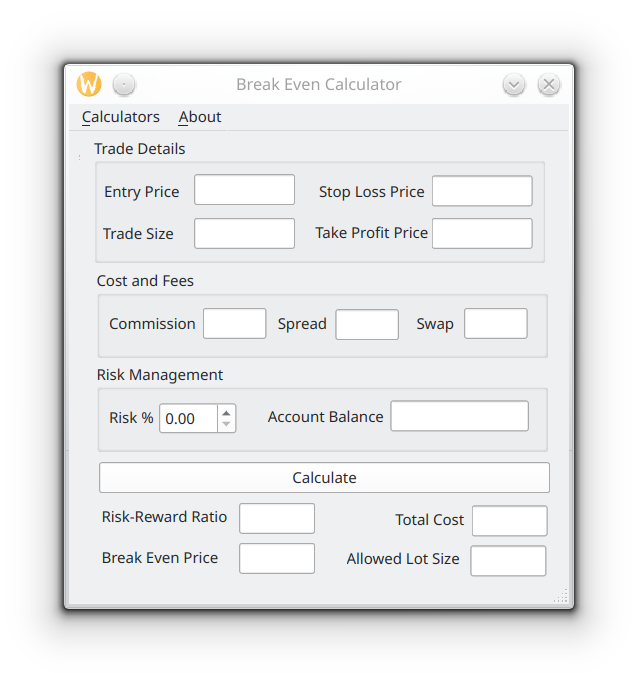 W Break Even Calculator
Calculators About
Trade Details
Entry Price Stop Loss Price
Trade Size Take Profit Price
Cost and Fees
Commission Spread Swap
Risk Management
Risk % 0.00 Account Balance
Calculate
Risk-Reward Ratio Total Cost
Break Even Price Allowed Lot Size